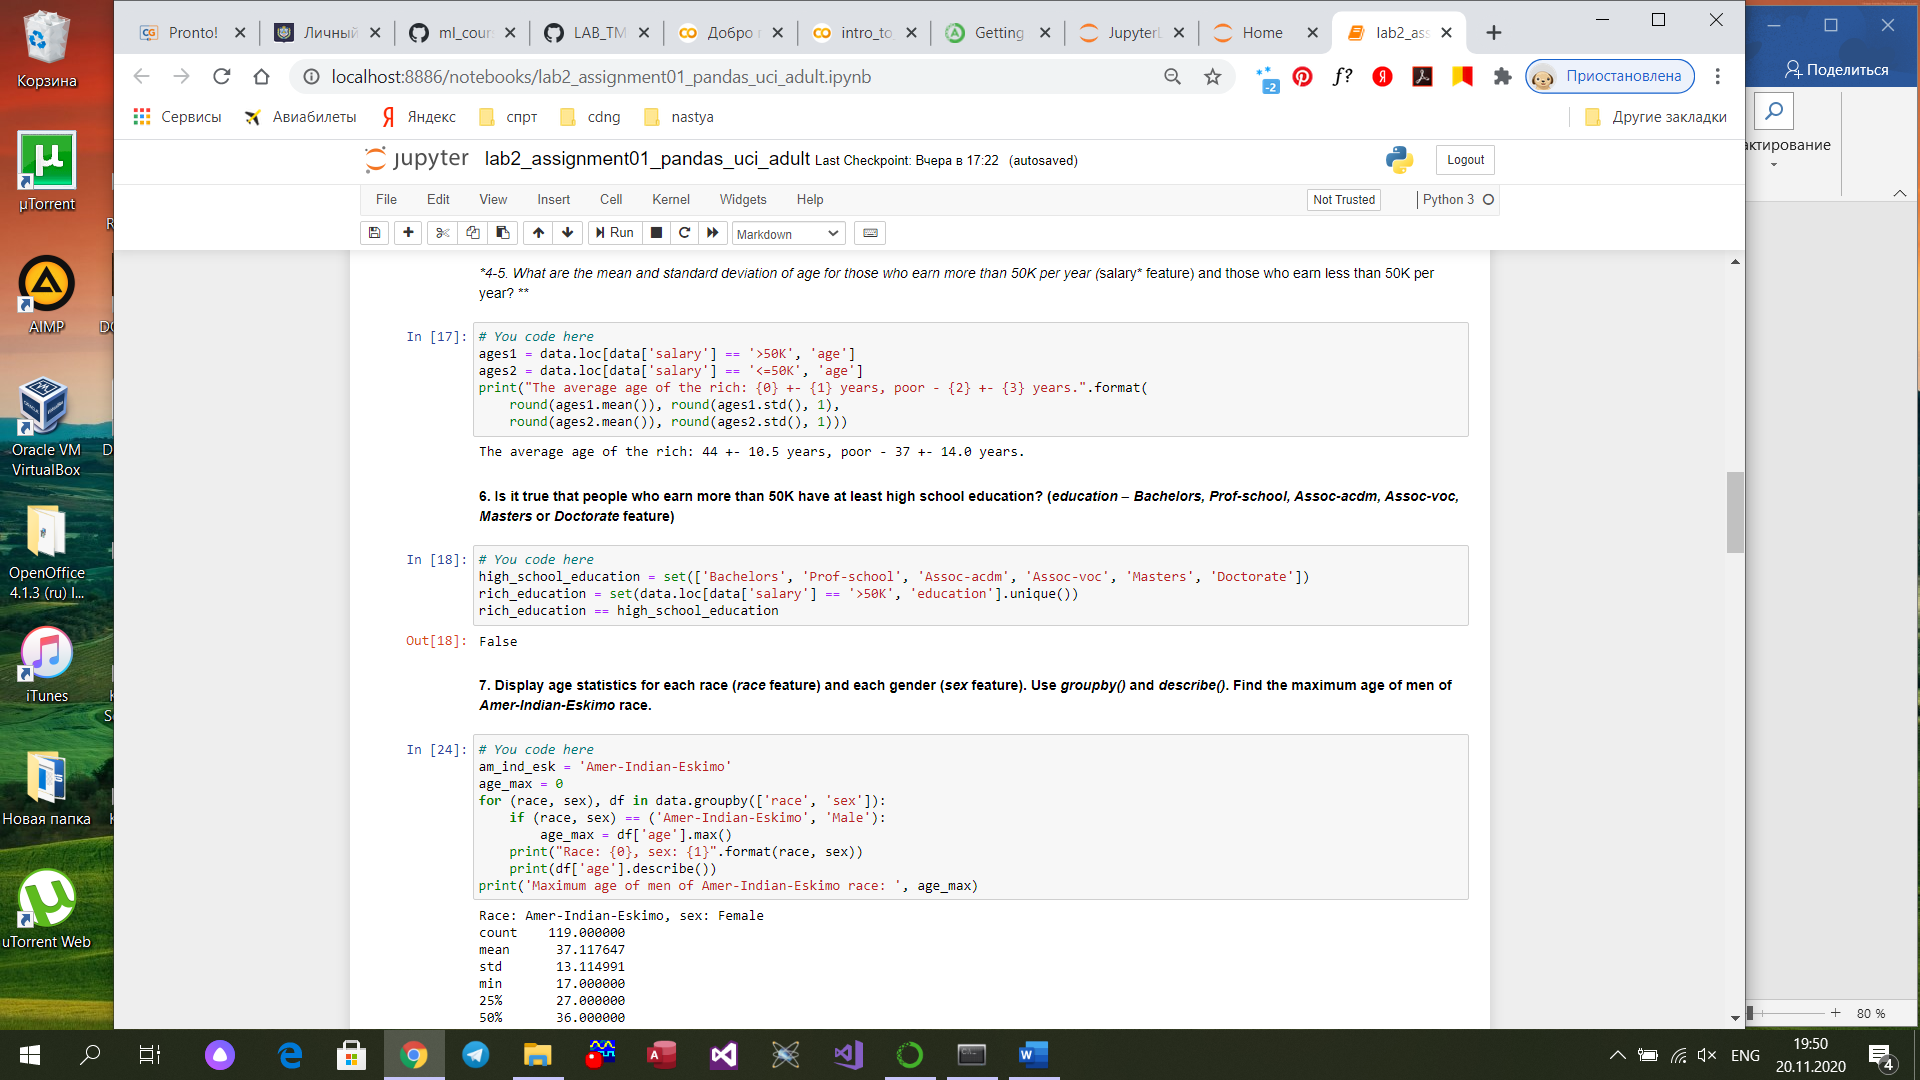 Pronto!
Личный
ml_cour
LAB_TM
Добро
intro_to
Getting
JupyterL
Home
lab2_ass
localhost:8886/notebooks/lab2_assignment01_pandas_uci_adult.ipynb
-2
f?
Я
Приостановлена
Сервисы
Авиабилеты
Я
Яндекс
спрт
cdng
nastya
Другие закладки
jupyter
lab2_assignment01_pandas_uci_adult Last Checkpoint: Вчера в 17:22 (autosaved)
Logout
File
Edit
View
Insert
Cell
Kernel
Widgets
Help
Not Trusted
Python 3
Run
Markdown
*4-5. What are the mean and standard deviation of age for those who earn more than 50K per year (salary* feature) and those who earn less than 50K per
year? **
In [17]:
# You code here
ages1 = data.loc[data['salary'] == '>50K', 'age']
ages2 = data.loc[data['salary'] == '<=50K', 'age']
print("The average age of the rich: {0} +- {1} years, poor - {2} +- {3} years.".format(
    round(ages1.mean()), round(ages1.std(), 1),
    round(ages2.mean()), round(ages2.std(), 1)))
The average age of the rich: 44 +- 10.5 years, poor - 37 +- 14.0 years.
6. Is it true that people who earn more than 50K have at least high school education? (education – Bachelors, Prof-school, Assoc-acdm, Assoc-voc,
Masters or Doctorate feature)
In [18]:
# You code here
high_school_education = set(['Bachelors', 'Prof-school', 'Assoc-acdm', 'Assoc-voc', 'Masters', 'Doctorate'])
rich_education = set(data.loc[data['salary'] == '>50K', 'education'].unique())
rich_education == high_school_education
Out[18]:
False
7. Display age statistics for each race (race feature) and each gender (sex feature). Use groupby() and describe(). Find the maximum age of men of
Amer-Indian-Eskimo race.
In [24]:
# You code here
am_ind_esk = 'Amer-Indian-Eskimo'
age_max = 0
for (race, sex), df in data.groupby(['race', 'sex']):
    if (race, sex) == ('Amer-Indian-Eskimo', 'Male'):
        age_max = df['age'].max()
    print("Race: {0}, sex: {1}".format(race, sex))
    print(df['age'].describe())
print('Maximum age of men of Amer-Indian-Eskimo race: ', age_max)
Race: Amer-Indian-Eskimo, sex: Female
count    119.000000
mean      37.117647
std       13.114991
min       17.000000
25%       27.000000
50%       36.000000
Корзина
µTorrent
AIMP
Oracle VM
VirtualBox
OpenOffice
4.1.3 (ru) I...
iTunes
Новая папка
uTorrent Web
Поделиться
актирование
80 %
ENG
19:50
20.11.2020
4